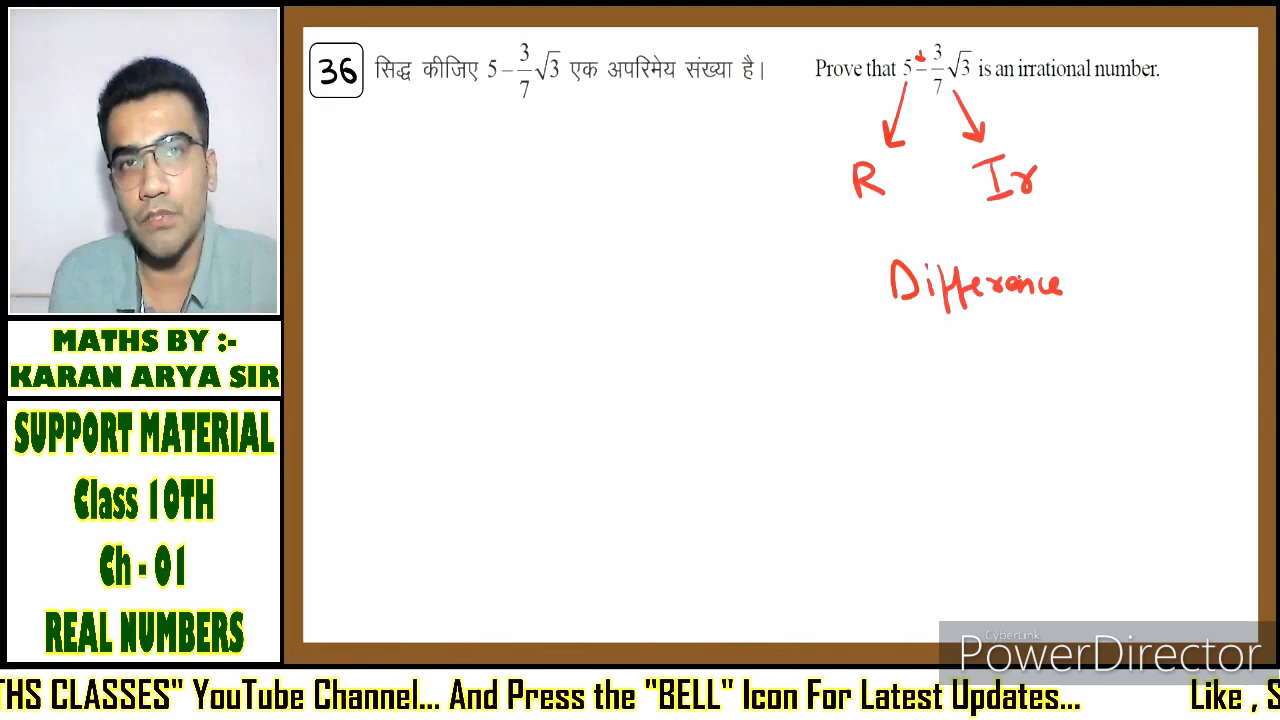 36 सिद्ध कीजिए 5 − 3/7 √3 एक अपरिमेय संख्या है।
Prove that 5 − 3/7 √3 is an irrational number.
R Ir
Difference
MATHS BY :-
KARAN ARYA SIR
SUPPORT MATERIAL
Class 10TH
Ch - 01
REAL NUMBERS
CyberLink
PowerDirector
THS CLASSES" YouTube Channel... And Press the "BELL" Icon For Latest Updates... Like , S